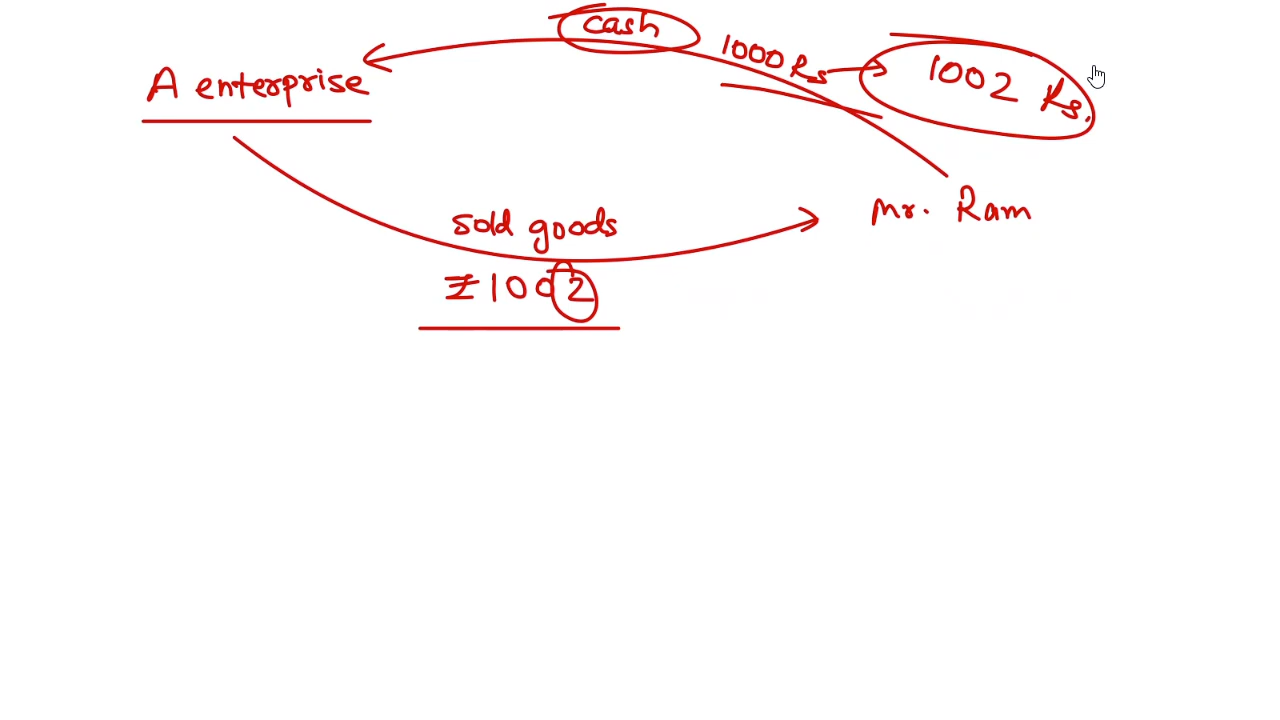 cash
1000 Rs
1002 Rs.
A enterprise
Mr. Ram
sold goods
₹1002